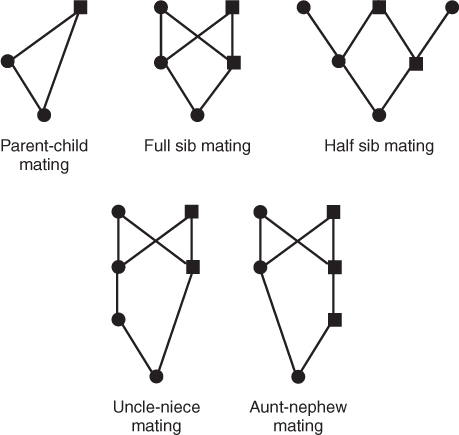 Parent-child
mating
Full sib mating
Half sib mating
Uncle-niece
mating
Aunt-nephew
mating